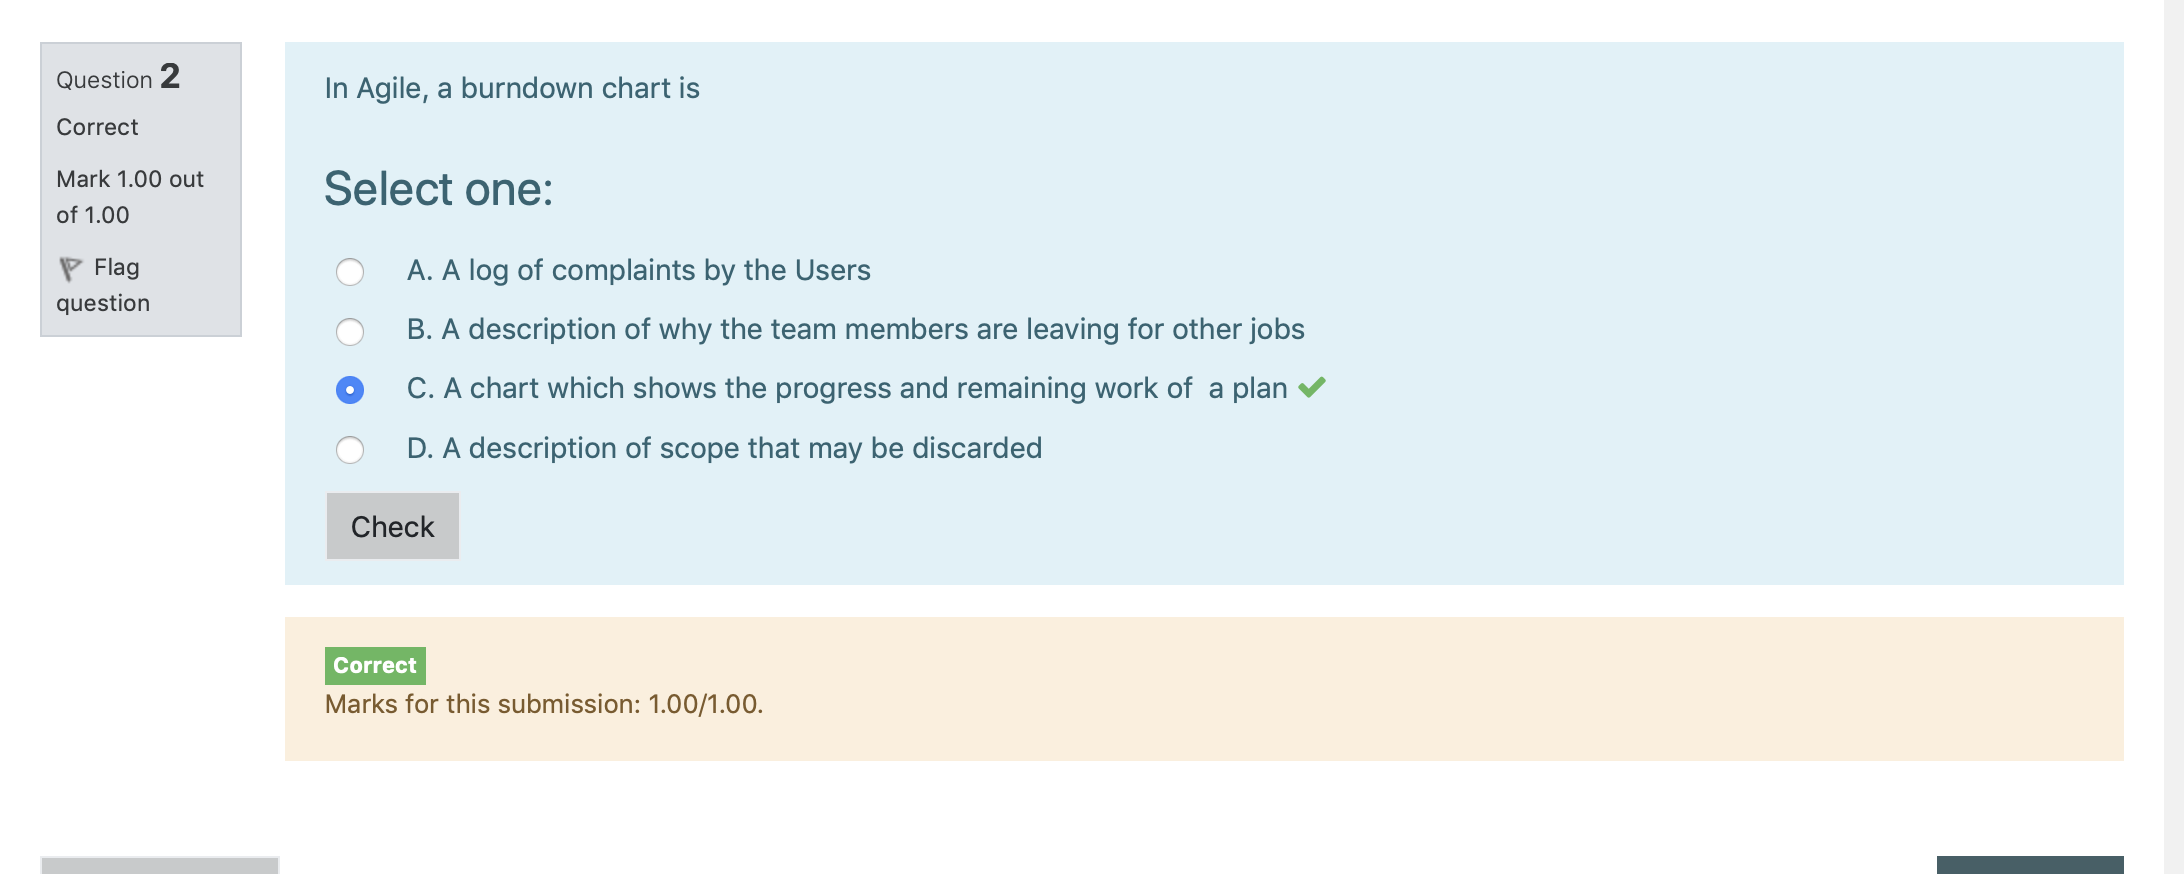 Question 2
Correct
Mark 1.00 out
of 1.00
Flag
question
In Agile, a burndown chart is
Select one:
A. A log of complaints by the Users
B. A description of why the team members are leaving for other jobs
C. A chart which shows the progress and remaining work of  a plan
D. A description of scope that may be discarded
Check
Correct
Marks for this submission: 1.00/1.00.